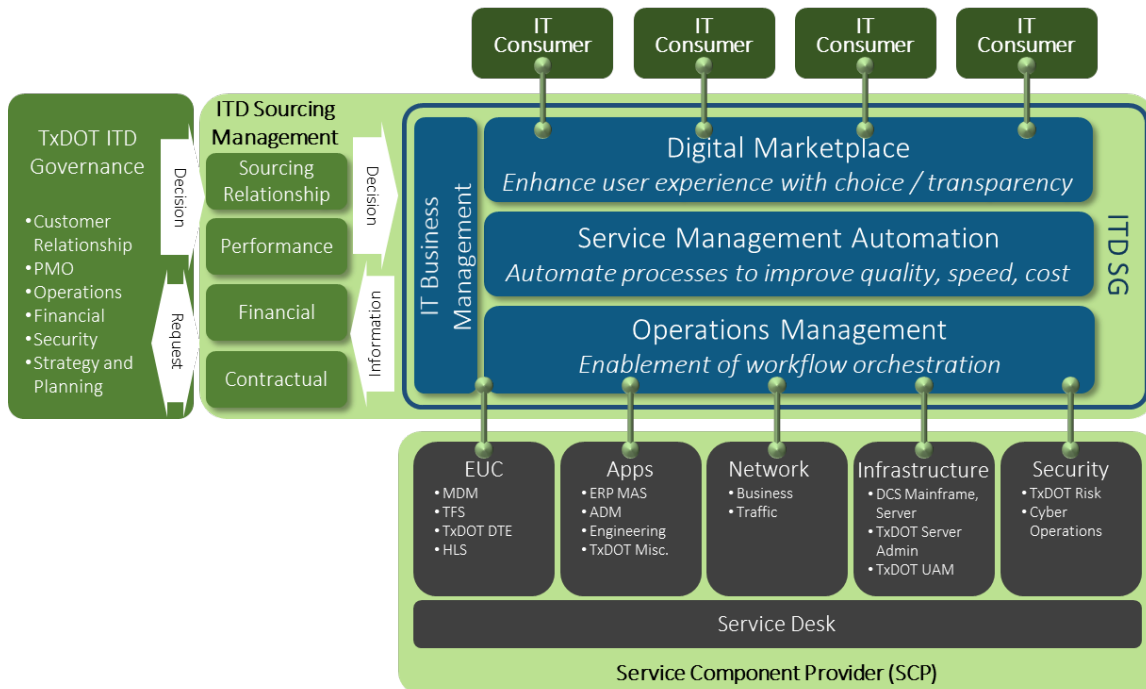 IT
Consumer
IT
Consumer
IT
Consumer
IT
Consumer
TxDOT ITD
Governance
•Customer
Relationship
•PMO
•Operations
•Financial
•Security
•Strategy and
Planning
Decision
Request
ITD Sourcing
Management
Sourcing
Relationship
Performance
Financial
Contractual
Decision
Information
IT Business
Management
Digital Marketplace
Enhance user experience with choice / transparency
Service Management Automation
Automate processes to improve quality, speed, cost
Operations Management
Enablement of workflow orchestration
ITDSG
EUC
•MDM
•TFS
•TxDOT DTE
•HLS
Apps
•ERP MAS
•ADM
•Engineering
•TxDOT Misc.
Network
•Business
•Traffic
Infrastructure
•DCS Mainframe,
Server
•TxDOT Server
Admin
•TxDOT UAM
Security
•TxDOT Risk
•Cyber
Operations
Service Desk
Service Component Provider (SCP)